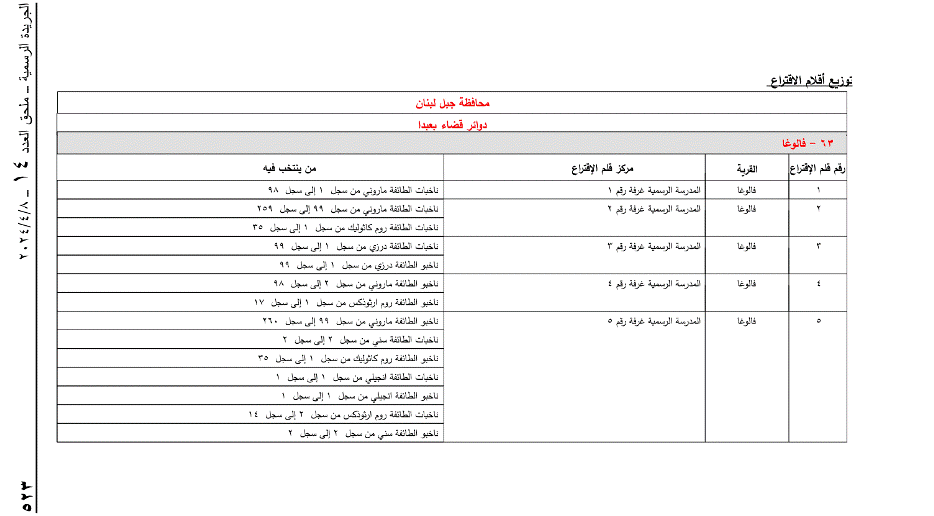 الجريدة الرسمية – ملحق العدد ١٤ – ٢٠٢٤/٤/٨
توزيع أقلام الإقتراع
محافظة جبل لبنان
دوائر قضاء بعبدا
٦٣ - فالوغا
رقم قلم الإقتراع القرية مركز قلم الإقتراع من ينتخب فيه
١ فالوغا المدرسة الرسمية غرفة رقم ١ ناخبات الطائفة ماروني من سجل ١ إلى سجل ٩٨
٢ فالوغا المدرسة الرسمية غرفة رقم ٢ ناخبات الطائفة ماروني من سجل ٩٩ إلى سجل ٢٥٩
ناخبات الطائفة روم كاثوليك من سجل ١ إلى سجل ٣٥
٣ فالوغا المدرسة الرسمية غرفة رقم ٣ ناخبات الطائفة درزي من سجل ١ إلى سجل ٩٩
ناخبو الطائفة درزي من سجل ١ إلى سجل ٩٩
٤ فالوغا المدرسة الرسمية غرفة رقم ٤ ناخبو الطائفة ماروني من سجل ٢ إلى سجل ٩٨
ناخبو الطائفة روم ارثوذكس من سجل ١ إلى سجل ١٧
٥ فالوغا المدرسة الرسمية غرفة رقم ٥ ناخبو الطائفة ماروني من سجل ٩٩ إلى سجل ٢٦٠
ناخبات الطائفة سني من سجل ٢ إلى سجل ٢
ناخبو الطائفة روم كاثوليك من سجل ١ إلى سجل ٣٥
ناخبات الطائفة انجيلي من سجل ١ إلى سجل ١
ناخبو الطائفة انجيلي من سجل ١ إلى سجل ١
ناخبات الطائفة روم ارثوذكس من سجل ٢ إلى سجل ١٤
ناخبو الطائفة سني من سجل ٢ إلى سجل ٢
٥٢٣